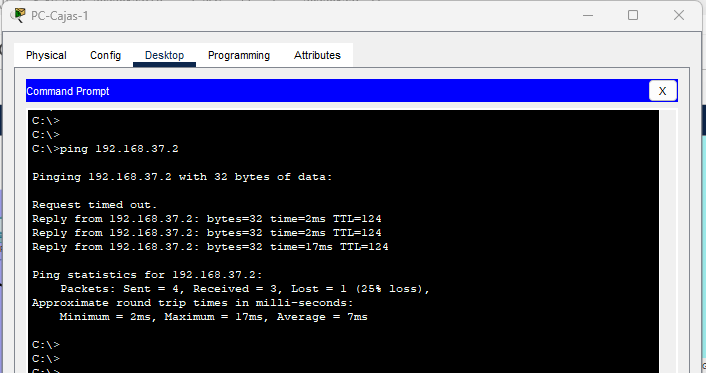 PC-Cajas-1
Physical Config Desktop Programming Attributes
Command Prompt X
C:\>
C:\>
C:\>ping 192.168.37.2
Pinging 192.168.37.2 with 32 bytes of data:
Request timed out.
Reply from 192.168.37.2: bytes=32 time=2ms TTL=124
Reply from 192.168.37.2: bytes=32 time=2ms TTL=124
Reply from 192.168.37.2: bytes=32 time=17ms TTL=124
Ping statistics for 192.168.37.2:
Packets: Sent = 4, Received = 3, Lost = 1 (25% loss),
Approximate round trip times in milli-seconds:
Minimum = 2ms, Maximum = 17ms, Average = 7ms
C:\>
C:\>